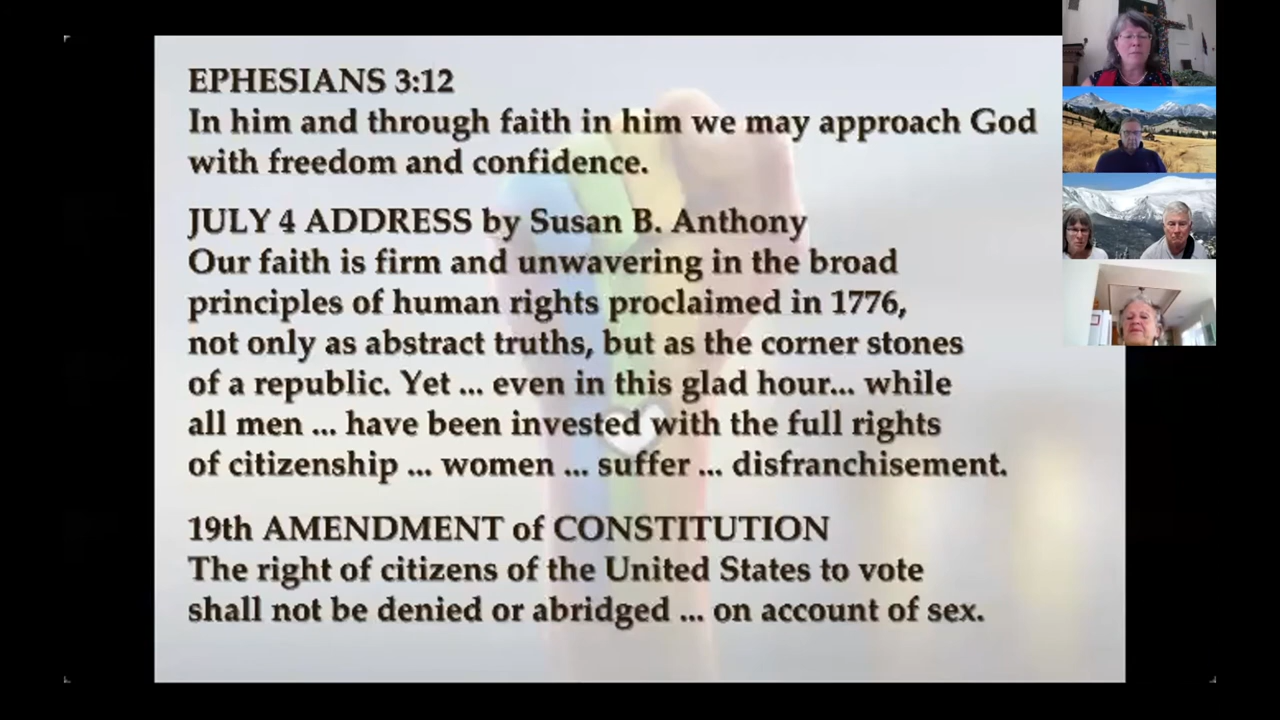 EPHESIANS 3:12
In him and through faith in him we may approach God
with freedom and confidence.
JULY 4 ADDRESS by Susan B. Anthony
Our faith is firm and unwavering in the broad
principles of human rights proclaimed in 1776,
not only as abstract truths, but as the corner stones
of a republic. Yet ... even in this glad hour... while
all men ... have been invested with the full rights
of citizenship ... women ... suffer ... disfranchisement.
19th AMENDMENT of CONSTITUTION
The right of citizens of the United States to vote
shall not be denied or abridged ... on account of sex.